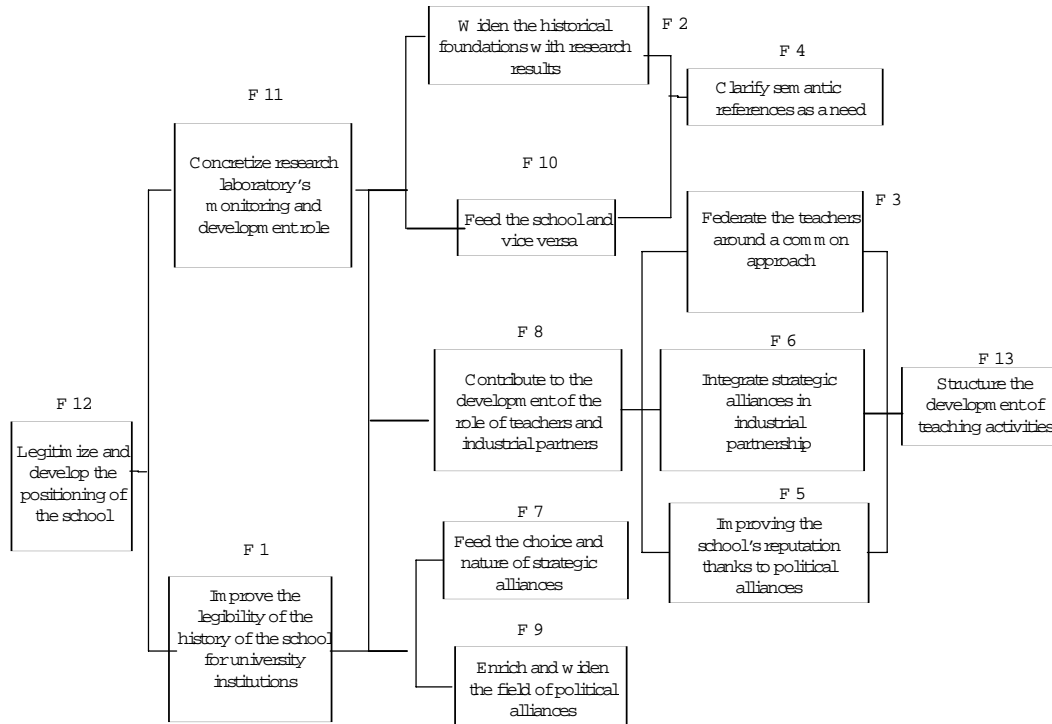 F 12
Legitimize and
develop the
positioning of
the school
F 11
Concretize research
laboratory's
monitoring and
development role
F 1
Improve the
legibility of the
history of the school
for university
institutions
F 2
Widen the historical
foundations with research
results
F 10
Feed the school and
vice versa
F 8
Contribute to the
development of the
role of teachers and
industrial partners
F 7
Feed the choice and
nature of strategic
alliances
F 9
Enrich and widen
the field of political
alliances
F 4
Clarify semantic
references as a need
F 3
Federate the teachers
around a common
approach
F 6
Integrate strategic
alliances in
industrial
partnership
F 5
Improving the
school's reputation
thanks to political
alliances
F 13
Structure the
development of
teaching activities